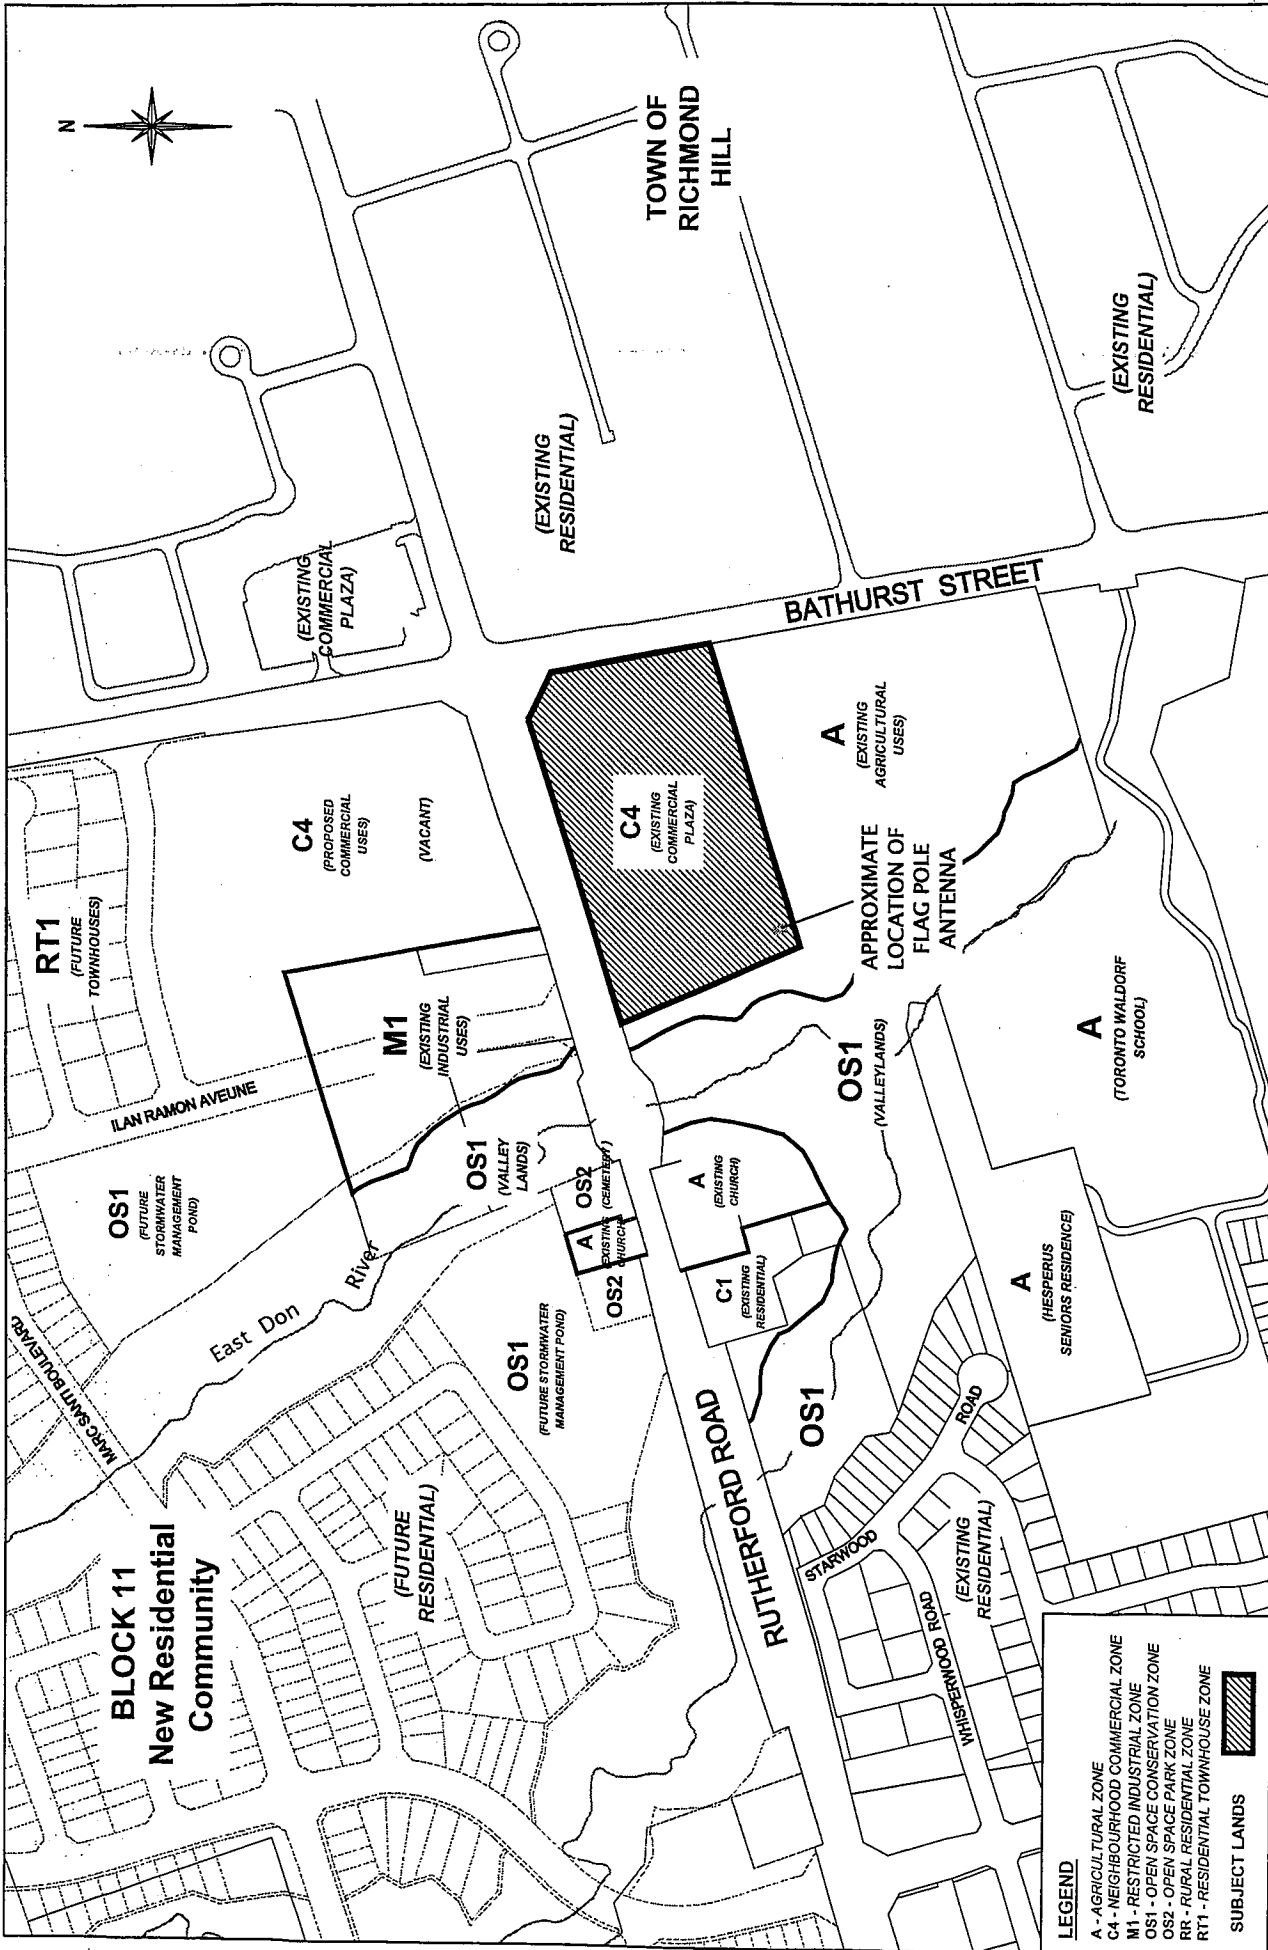 N
TOWN OF
RICHMOND
HILL
BLOCK 11
New Residential
Community
MARC SANTI BOULEVARD
East Don River
OS1
(FUTURE
STORMWATER
MANAGEMENT
POND)
ILAN RAMON AVEUNE
RT1
(FUTURE
TOWNHOUSES)
C4
(PROPOSED
COMMERCIAL
USES)
(VACANT)
(EXISTING
COMMERCIAL
PLAZA)
(EXISTING
RESIDENTIAL)
(FUTURE
RESIDENTIAL)
OS1
(FUTURE STORMWATER
MANAGEMENT POND)
OS2
A
(EXISTING
CHURCH)
OS2
(CEMETERY)
OS1
(VALLEY
LANDS)
M1
(EXISTING
INDUSTRIAL
USES)
C4
(EXISTING
COMMERCIAL
PLAZA)
RUTHERFORD ROAD
BATHURST STREET
OS1
C1
(EXISTING
RESIDENTIAL)
A
(EXISTING
CHURCH)
OS1
(VALLEYLANDS)
APPROXIMATE
LOCATION OF
FLAG POLE
ANTENNA
A
(EXISTING
AGRICULTURAL
USES)
STARWOOD
ROAD
WHISPERWOOD ROAD
(EXISTING
RESIDENTIAL)
A
(HESPERUS
SENIORS RESIDENCE)
A
(TORONTO WALDORF
SCHOOL)
(EXISTING
RESIDENTIAL)
LEGEND
A - AGRICULTURAL ZONE
C4 - NEIGHBOURHOOD COMMERCIAL ZONE
M1 - RESTRICTED INDUSTRIAL ZONE
OS1 - OPEN SPACE CONSERVATION ZONE
OS2 - OPEN SPACE PARK ZONE
RR - RURAL RESIDENTIAL ZONE
RT1 - RESIDENTIAL TOWNHOUSE ZONE
SUBJECT LANDS